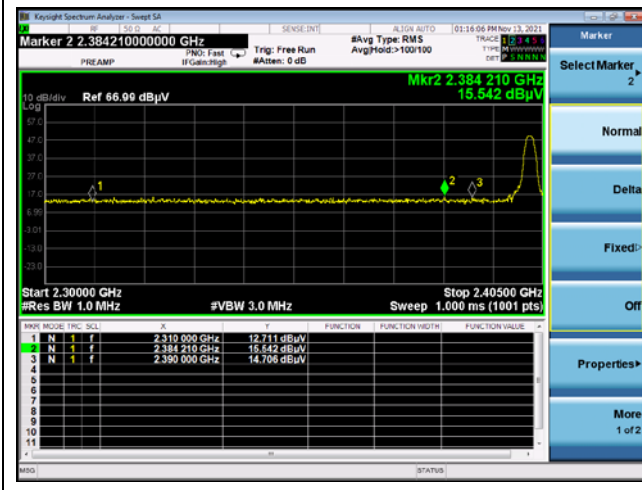 Keysight Spectrum Analyzer - Swept SA
RF 50 Ω AC SENSE:INT ALIGN AUTO 01:16:06 PM Nov 13, 2021
Marker 2 2.384210000000 GHz #Avg Type: RMS TRACE 1 2 3 4 5 6
PNO: Fast Trig: Free Run Avg|Hold:>100/100 TYPE M W W W W W
PREAMP IFGain:High #Atten: 0 dB DET P S N N N N
Mkr2 2.384 210 GHz
10 dB/div Ref 66.99 dBµV 15.542 dBµV
Log
57.0
47.0
37.0
27.0
17.0
6.99
-3.01
-13.0
-23.0
1
2
3
Start 2.30000 GHz Stop 2.40500 GHz
#Res BW 1.0 MHz #VBW 3.0 MHz Sweep 1.000 ms (1001 pts)
MKR MODE TRC SCL X Y FUNCTION FUNCTION WIDTH FUNCTION VALUE
1 N 1 f 2.310 000 GHz 12.711 dBµV
2 N 1 f 2.384 210 GHz 15.542 dBµV
3 N 1 f 2.390 000 GHz 14.706 dBµV
4
5
6
7
8
9
10
11
MSG STATUS
Marker
Select Marker
2
Normal
Delta
Fixed
Off
Properties
More
1 of 2